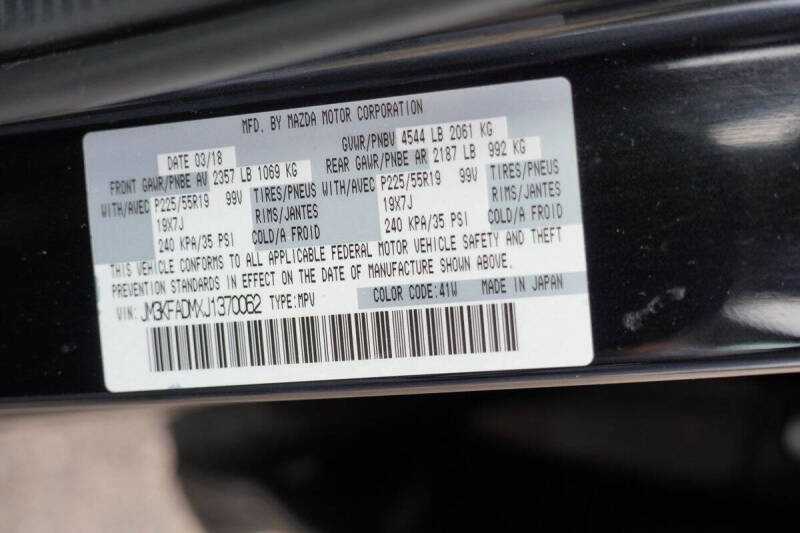 MFD. BY MAZDA MOTOR CORPORATION
DATE 03/18 GVWR/PNBV 4544 LB 2061 KG
FRONT GAWR/PNBE AV 2357 LB 1069 KG REAR GAWR/PNBE AR 2187 LB 992 KG
WITH/AVEC P225/55R19 99V TIRES/PNEUS WITH/AVEC P225/55R19 99V TIRES/PNEUS
19X7J RIMS/JANTES 19X7J RIMS/JANTES
240 KPA/35 PSI COLD/A FROID 240 KPA/35 PSI COLD/A FROID
THIS VEHICLE CONFORMS TO ALL APPLICABLE FEDERAL MOTOR VEHICLE SAFETY AND THEFT
PREVENTION STANDARDS IN EFFECT ON THE DATE OF MANUFACTURE SHOWN ABOVE.
VIN: JM3KFADMXJ1370062 TYPE:MPV COLOR CODE:41W MADE IN JAPAN